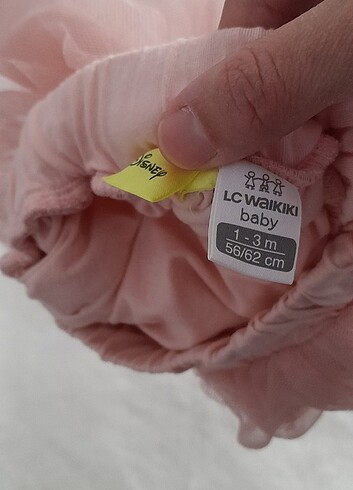 Disney
LC WAIKIKI
baby
1 - 3 m
56/62 cm